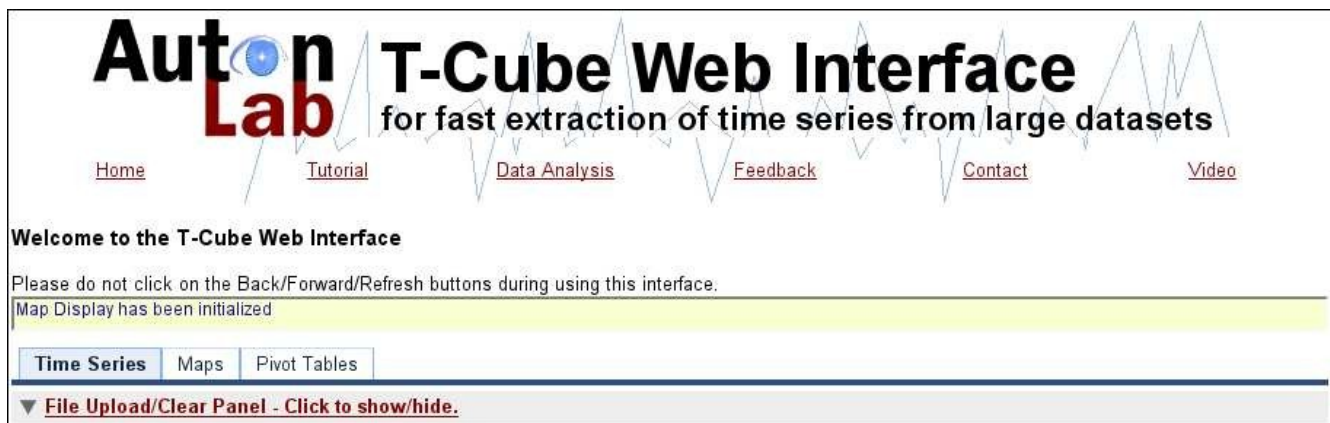 Auton
Lab
T-Cube Web Interface
for fast extraction of time series from large datasets
Home Tutorial Data Analysis Feedback Contact Video
Welcome to the T-Cube Web Interface
Please do not click on the Back/Forward/Refresh buttons during using this interface.
Map Display has been initialized
Time Series Maps Pivot Tables
▼ File Upload/Clear Panel - Click to show/hide.